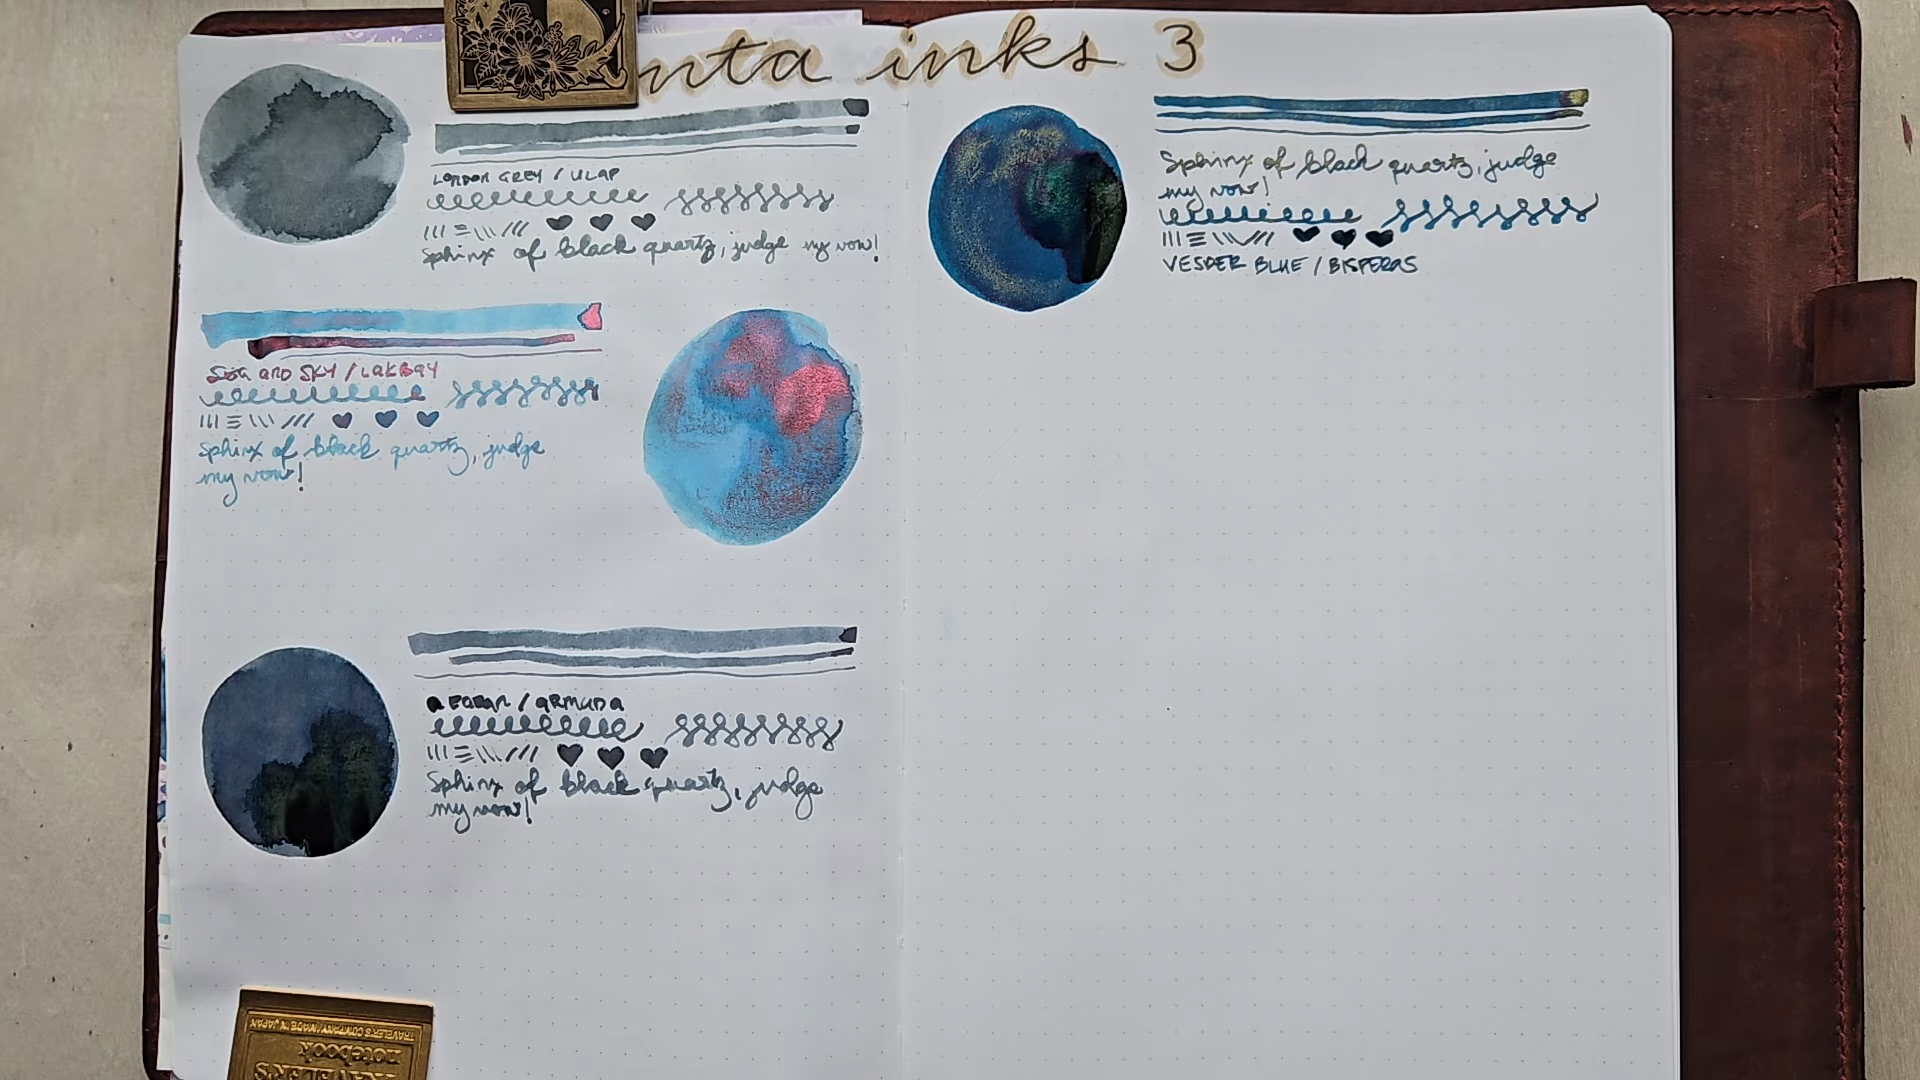 nta inks 3
LONDON GREY / ULAP
Sphinx of black quartz, judge my vow!
SEA AND SKY / LAKBAY
Sphinx of black quartz, judge
my vow!
/ ARMADA
Sphinx of black quartz, judge
my vow!
Sphinx of black quartz, judge
my vow!
VESPER BLUE / BISPERAS
TRAVELER'S COMPANY MADE IN JAPAN
notebook
TRAVELER'S